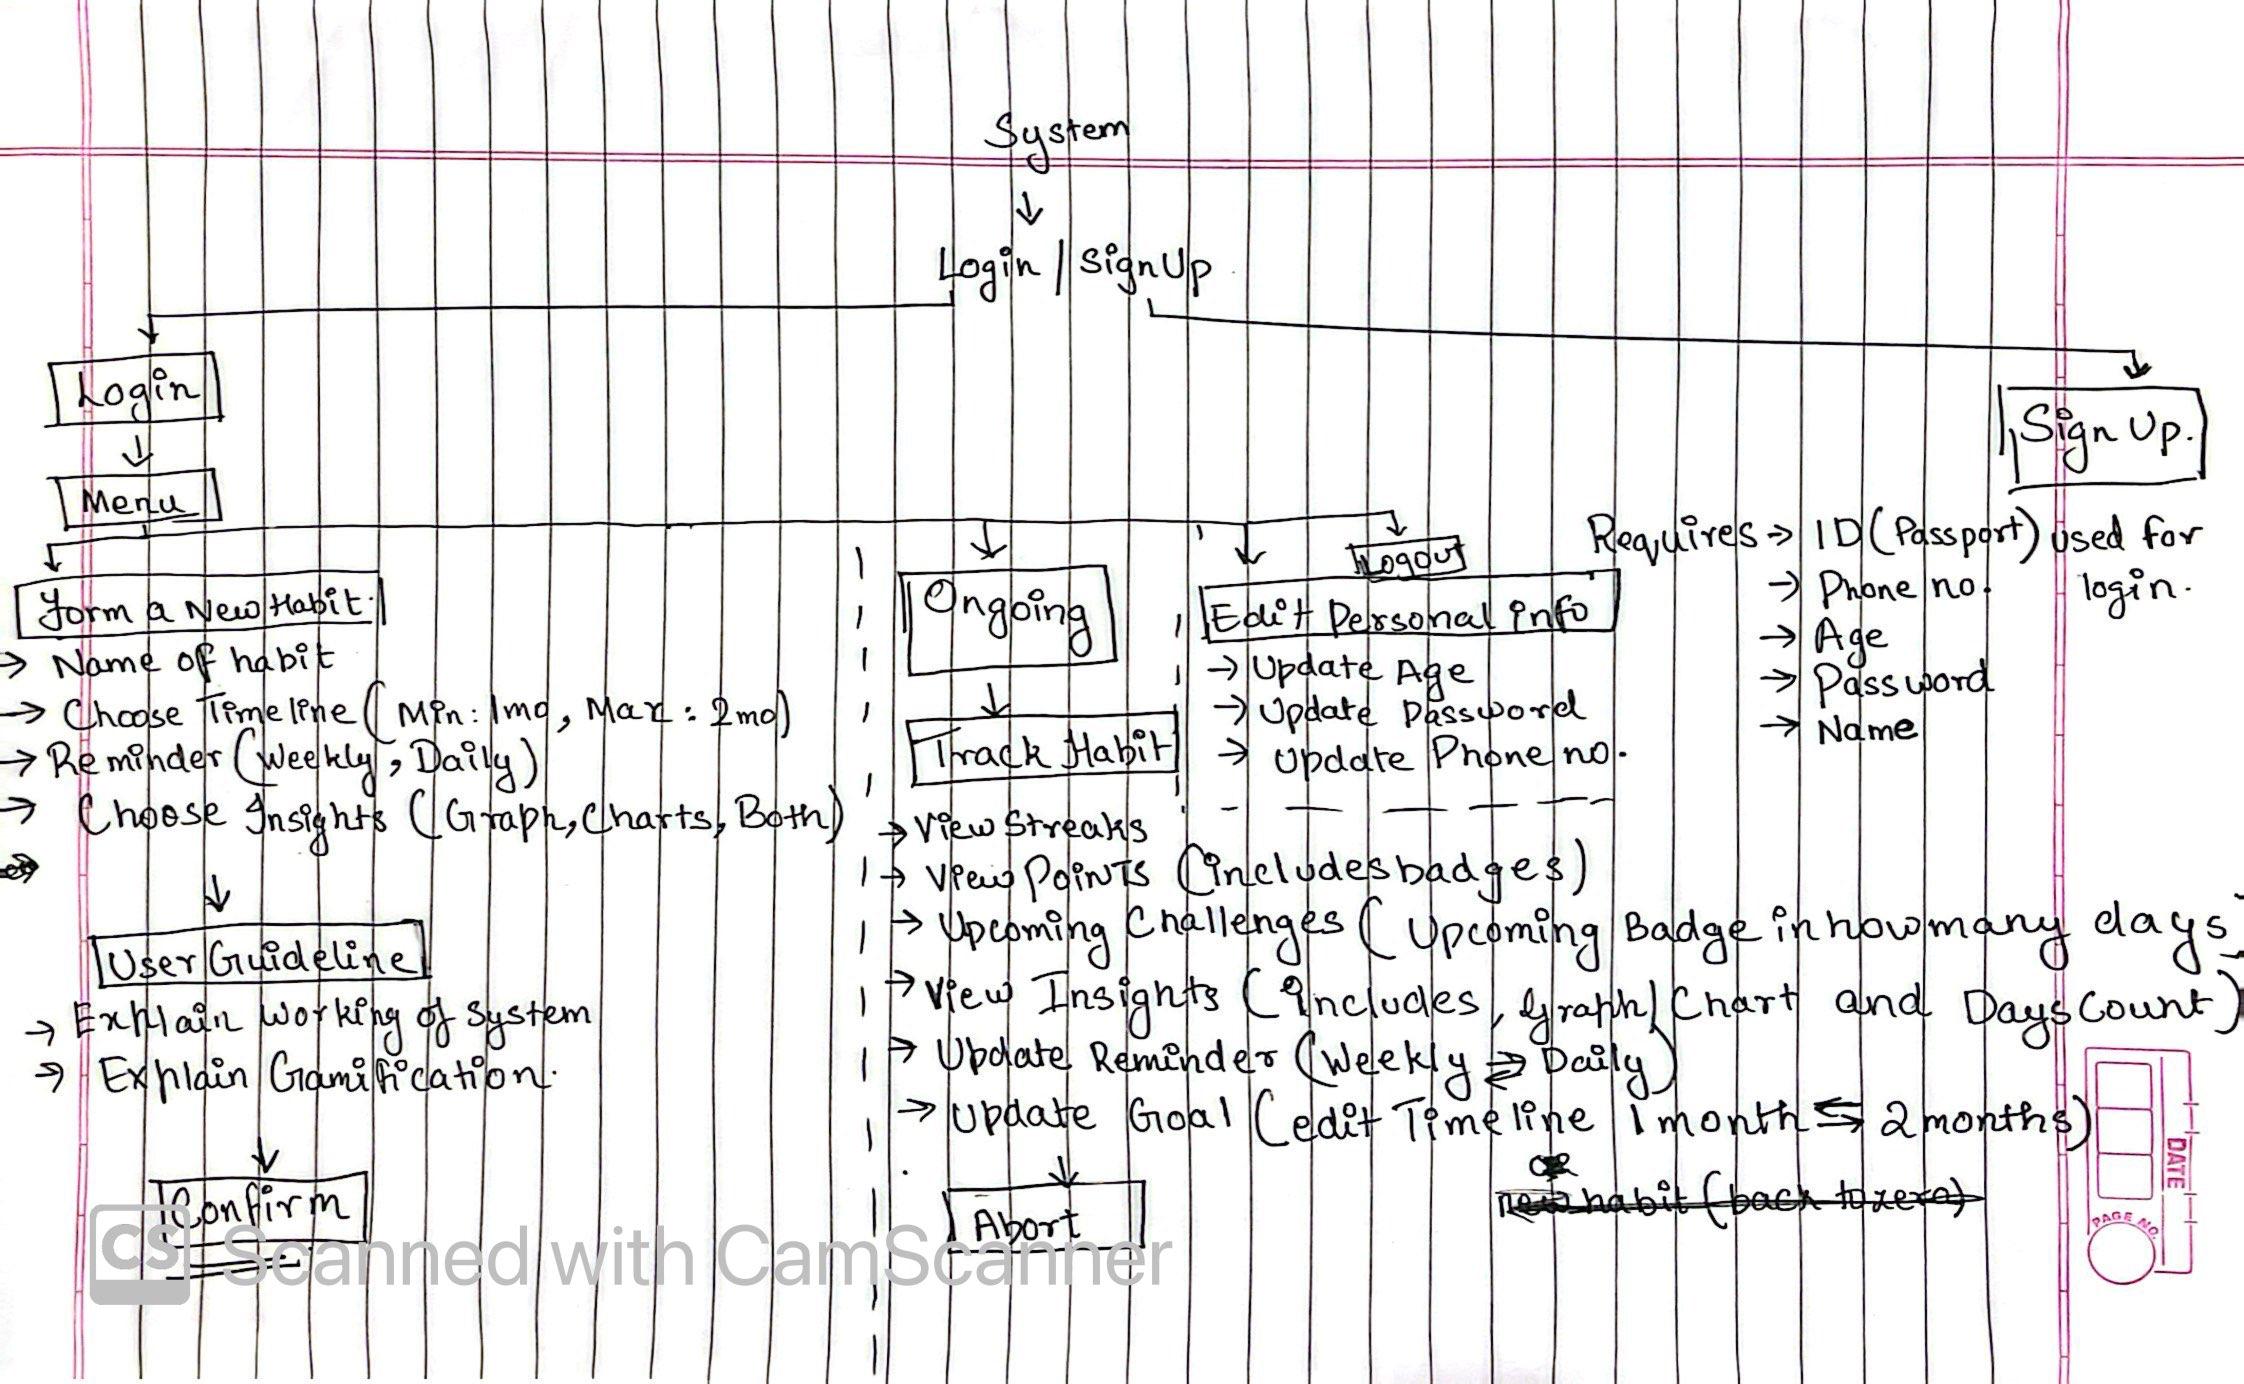 System
↓
Login / SignUp
Login
↓
Menu
Form a New Habit.
→ Name of habit
→ Choose Timeline (Min: 1mo, Max: 2mo)
→ Reminder (Weekly, Daily)
→ Choose Insights (Graph, Charts, Both)
↓
User Guideline
→ Explain Working of System
→ Explain Gamification.
↓
Confirm
Ongoing
↓
Track Habit
→ View Streaks
→ View Points (includes badges)
→ Upcoming Challenges (Upcoming Badge in how many days
→ View Insights (includes, Graph/Chart and Days Count)
→ Update Reminder (Weekly ⇄ Daily)
→ Update Goal (edit Timeline 1 month ⇆ 2 months)
or
new habit (back to zero)
↓
Abort
Logout
Edit Personal info
→ Update Age
→ Update Password
→ Update Phone no.
Sign Up.
Requires → ID (Passport) used for
login.
→ Phone no.
→ Age
→ Password
→ Name
DATE
PAGE NO.
CS Scanned with CamScanner